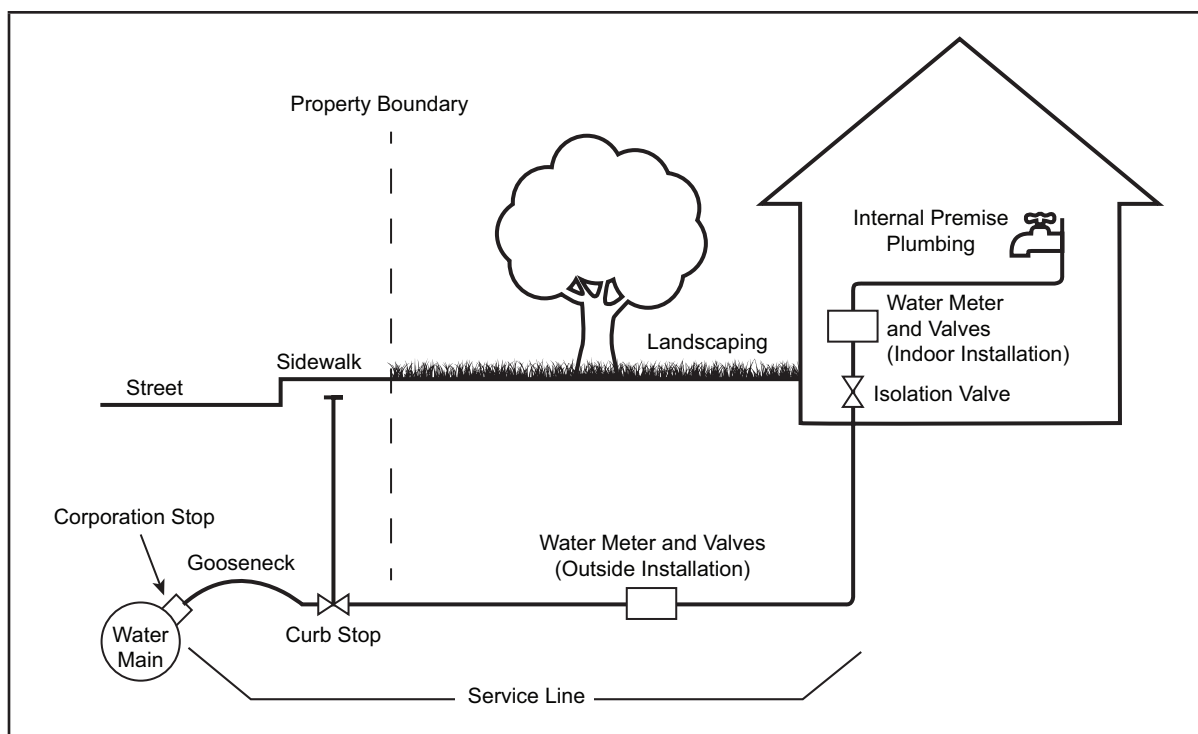 Property Boundary
Internal Premise
Plumbing
Water Meter
and Valves
(Indoor Installation)
Landscaping
Sidewalk
Street
Isolation Valve
Corporation Stop
Gooseneck
Water Meter and Valves
(Outside Installation)
Water
Main
Curb Stop
Service Line